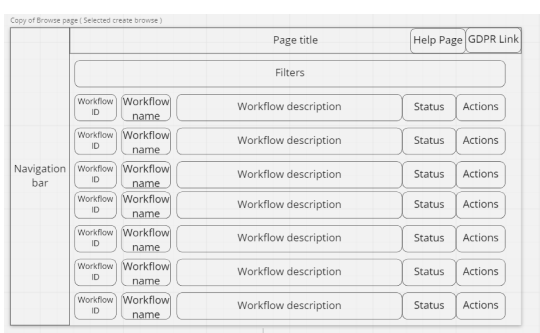 Copy of Browse page ( Selected create browse )
Page title
Help Page
GDPR Link
Filters
Workflow
ID
Workflow
name
Workflow description
Status
Actions
Workflow
ID
Workflow
name
Workflow description
Status
Actions
Navigation
bar
Workflow
ID
Workflow
name
Workflow description
Status
Actions
Workflow
ID
Workflow
name
Workflow description
Status
Actions
Workflow
ID
Workflow
name
Workflow description
Status
Actions
Workflow
ID
Workflow
name
Workflow description
Status
Actions
Workflow
ID
Workflow
name
Workflow description
Status
Actions